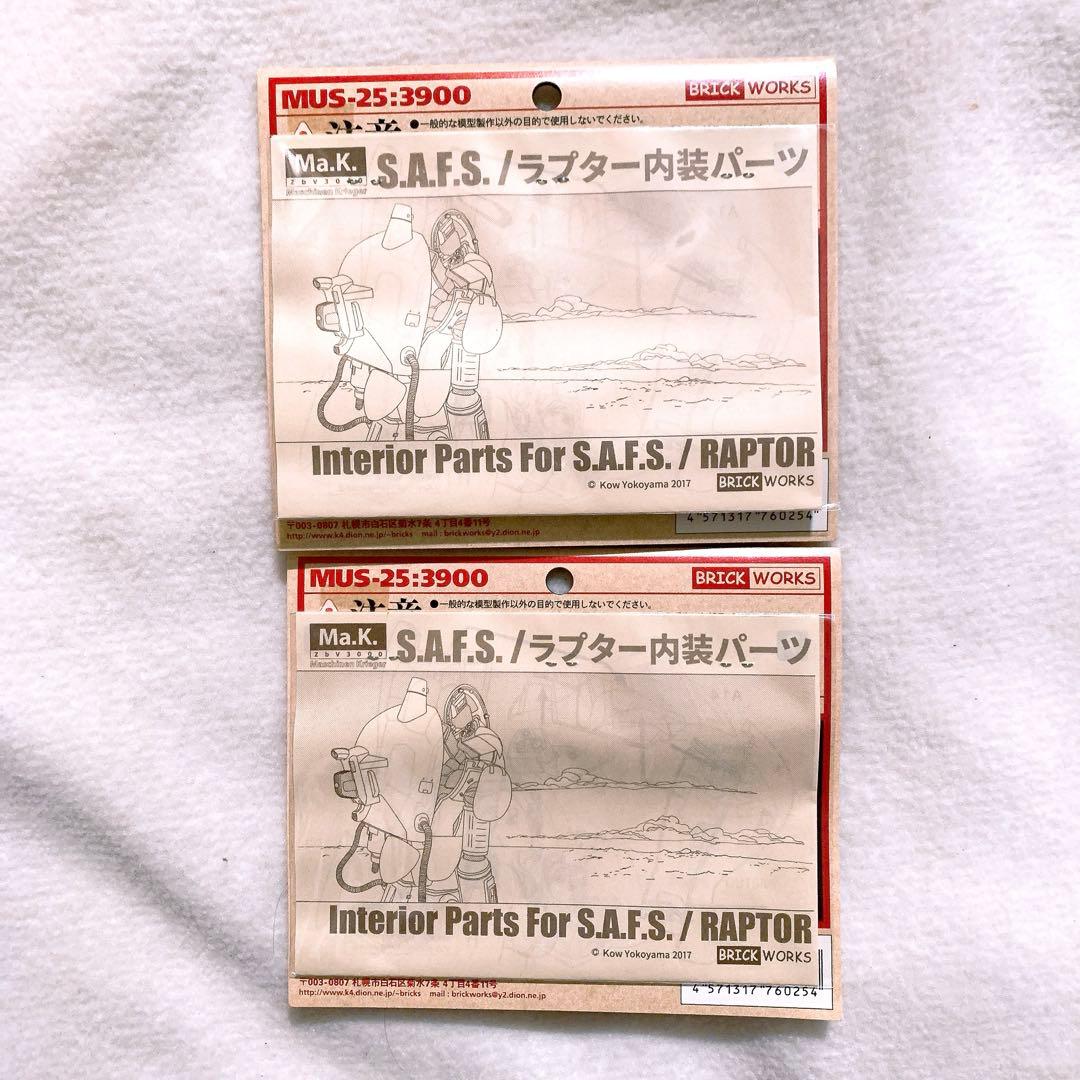 MUS-25:3900
BRICK WORKS
注意 ●一般的な模型製作以外の目的で使用しないでください。
Ma.K.
ZbV3000
Maschinen Krieger
S.A.F.S. /ラプター内装パーツ
Interior Parts For S.A.F.S. / RAPTOR
© Kow Yokoyama 2017
BRICK WORKS
4 571317 760254
〒003-0807 札幌市白石区菊水7条 4丁目4番11号
http://www.k4.dion.ne.jp/~bricks mail : brickworks@y2.dion.ne.jp
MUS-25:3900
BRICK WORKS
注意 ●一般的な模型製作以外の目的で使用しないでください。
Ma.K.
ZbV3000
Maschinen Krieger
S.A.F.S. /ラプター内装パーツ
Interior Parts For S.A.F.S. / RAPTOR
© Kow Yokoyama 2017
BRICK WORKS
4 571317 760254
〒003-0807 札幌市白石区菊水7条 4丁目4番11号
http://www.k4.dion.ne.jp/~bricks mail : brickworks@y2.dion.ne.jp